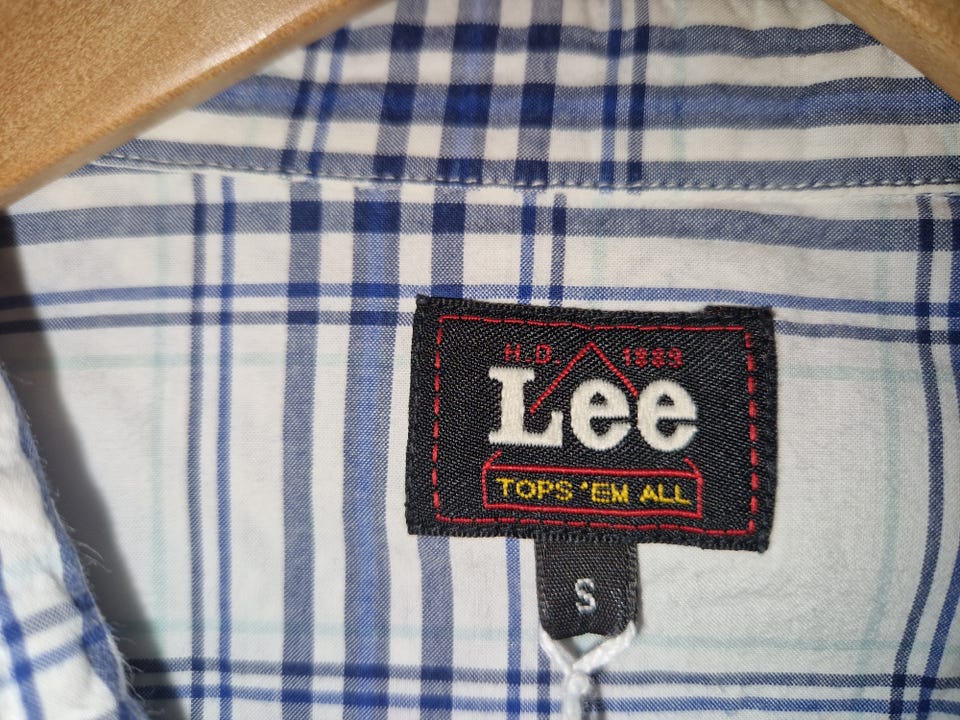 H.D. 1889
Lee
TOPS 'EM ALL
S